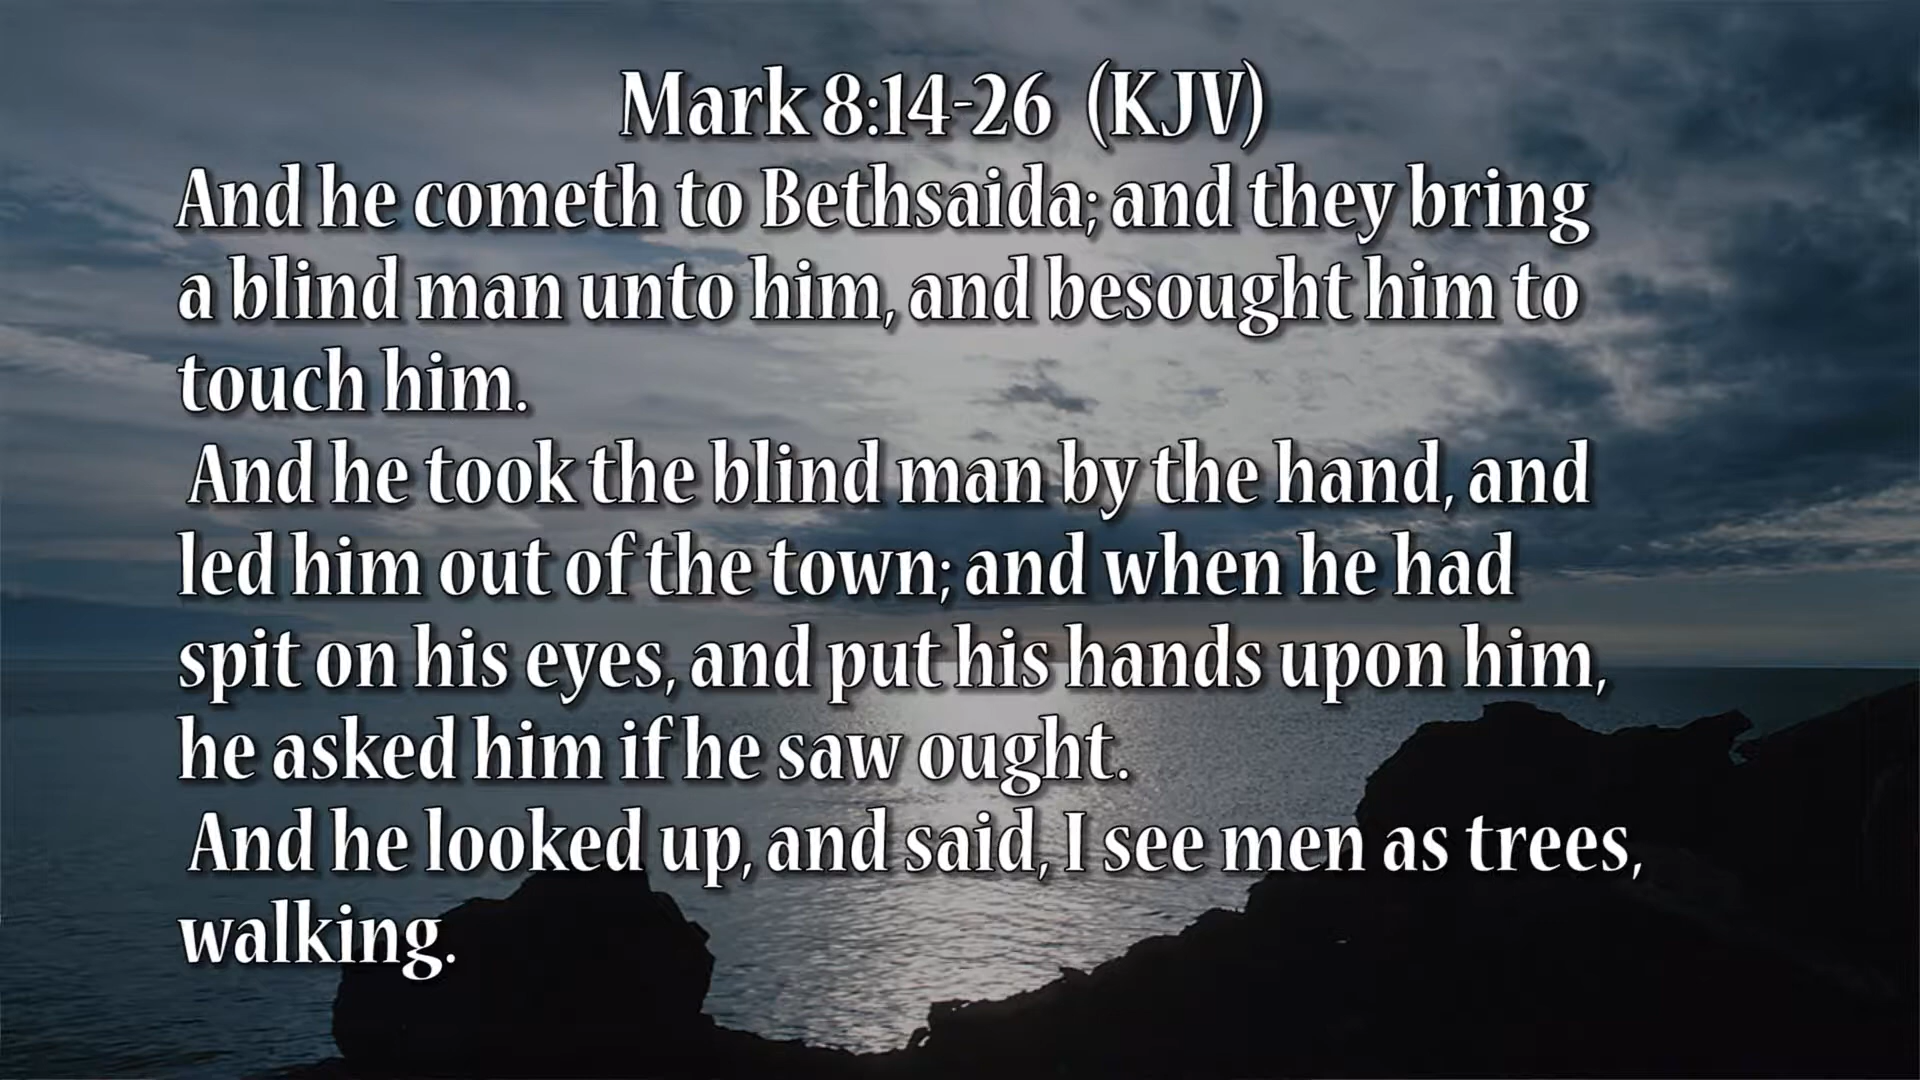 Mark 8:14-26 (KJV)
And he cometh to Bethsaida; and they bring
a blind man unto him, and besought him to
touch him.
And he took the blind man by the hand, and
led him out of the town; and when he had
spit on his eyes, and put his hands upon him,
he asked him if he saw ought.
And he looked up, and said, I see men as trees,
walking.